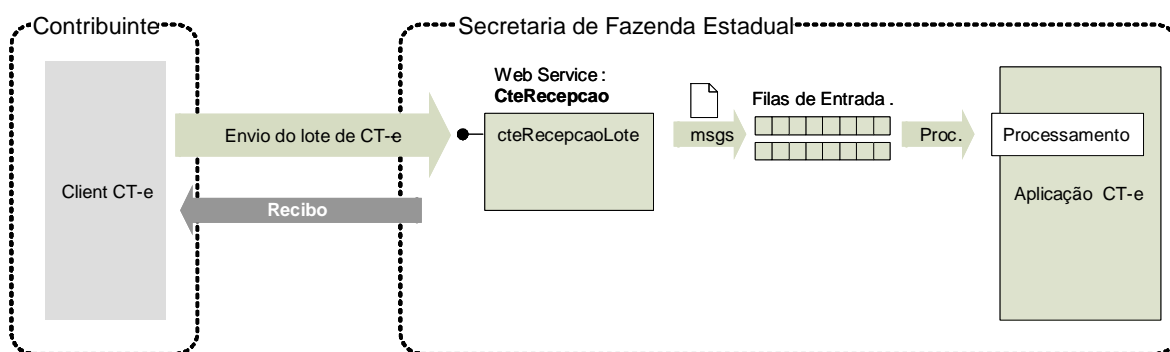 Contribuinte
Secretaria de Fazenda Estadual
Web Service :
CteRecepcao
Filas de Entrada .
Envio do lote de CT-e
cteRecepcaoLote
msgs
Proc.
Processamento
Client CT-e
Aplicação CT-e
Recibo